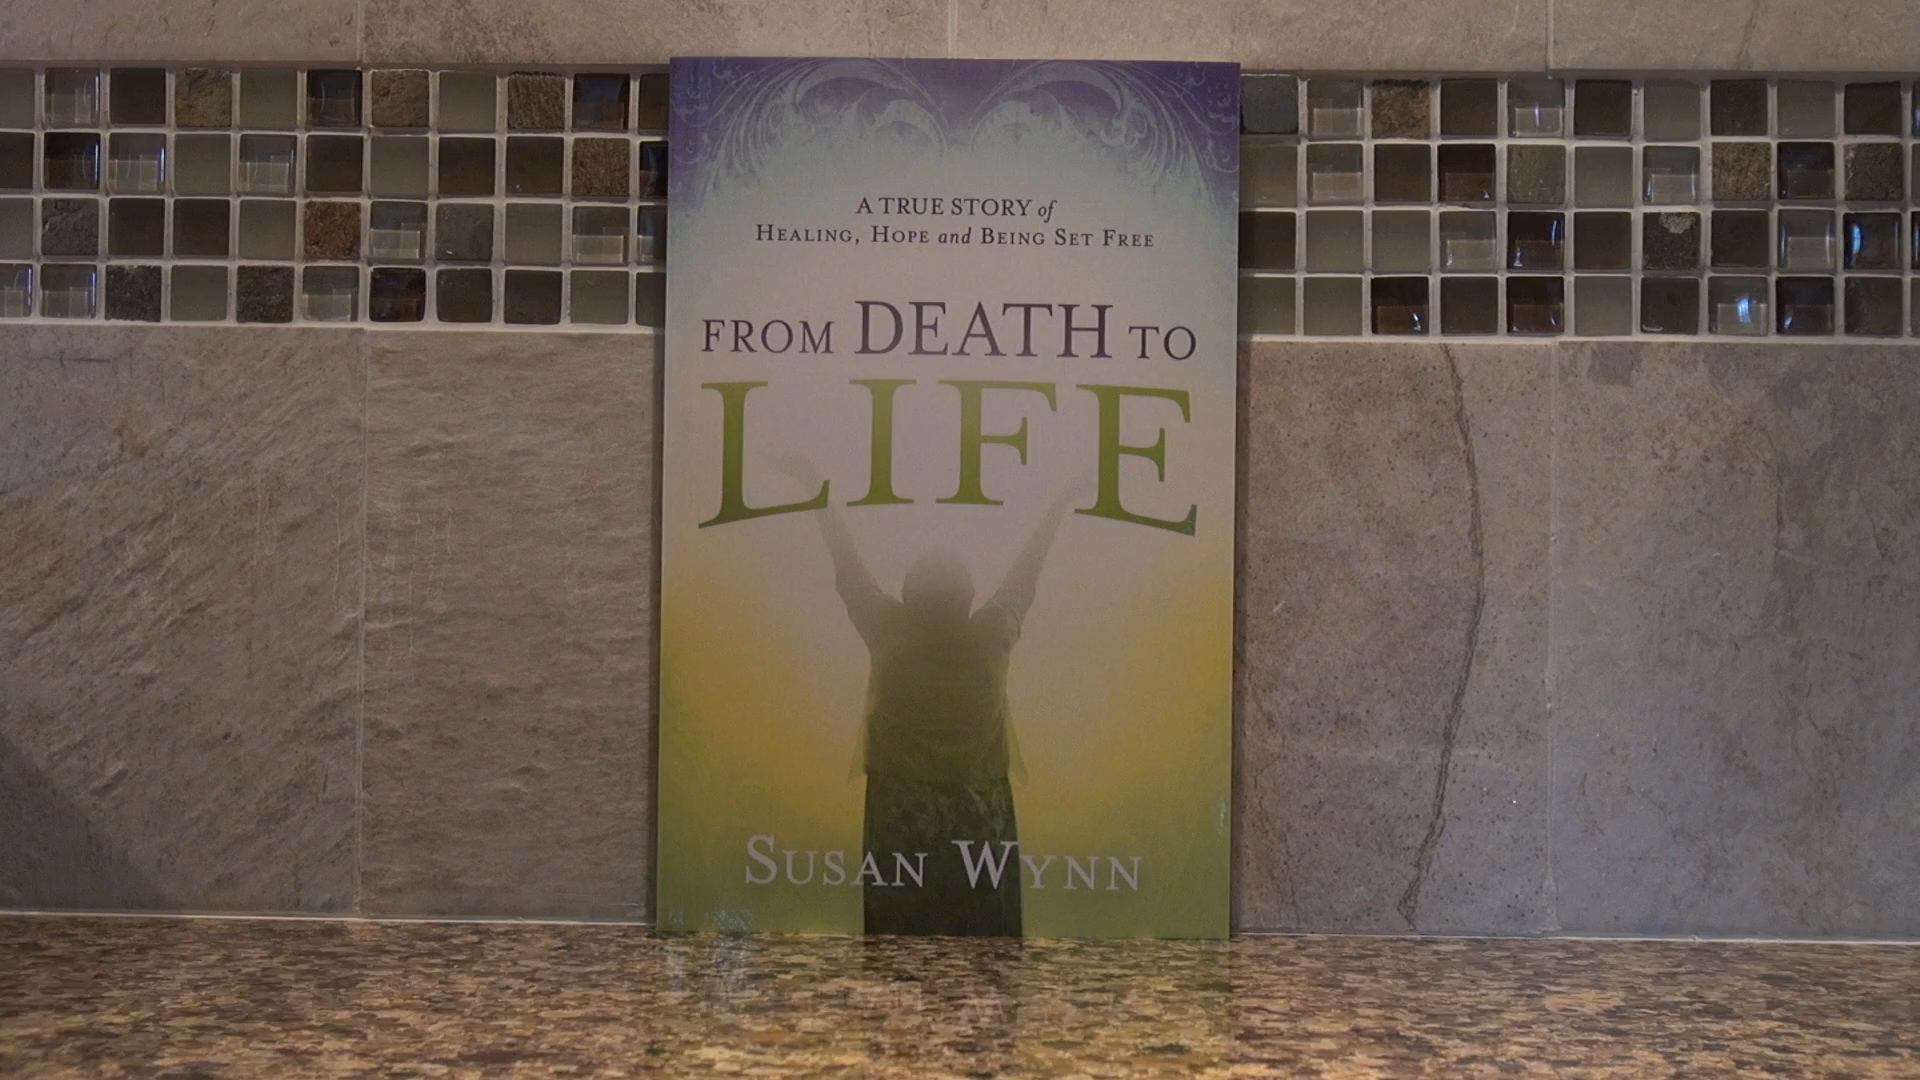 A TRUE STORY of
HEALING, HOPE and BEING SET FREE
FROM DEATH TO
LIFE
SUSAN WYNN